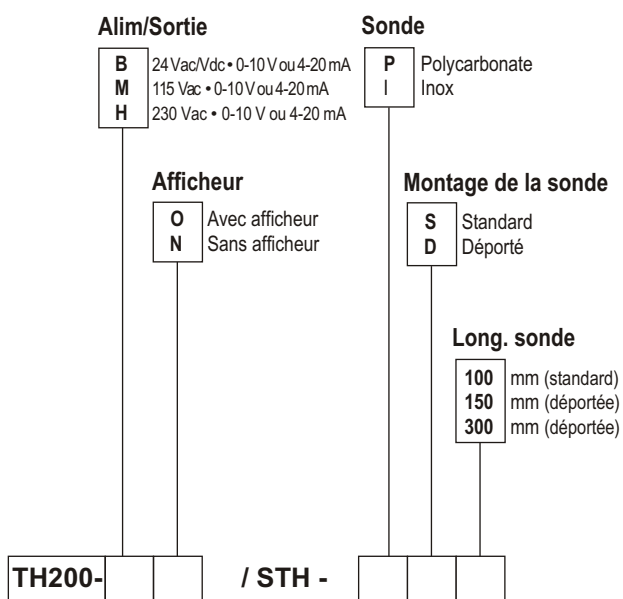 Alim/Sortie
B 24 Vac/Vdc • 0-10 V ou 4-20 mA
M 115 Vac • 0-10 V ou 4-20 mA
H 230 Vac • 0-10 V ou 4-20 mA
Sonde
P Polycarbonate
I Inox
Afficheur
O Avec afficheur
N Sans afficheur
Montage de la sonde
S Standard
D Déporté
Long. sonde
100 mm (standard)
150 mm (déportée)
300 mm (déportée)
TH200- / STH -